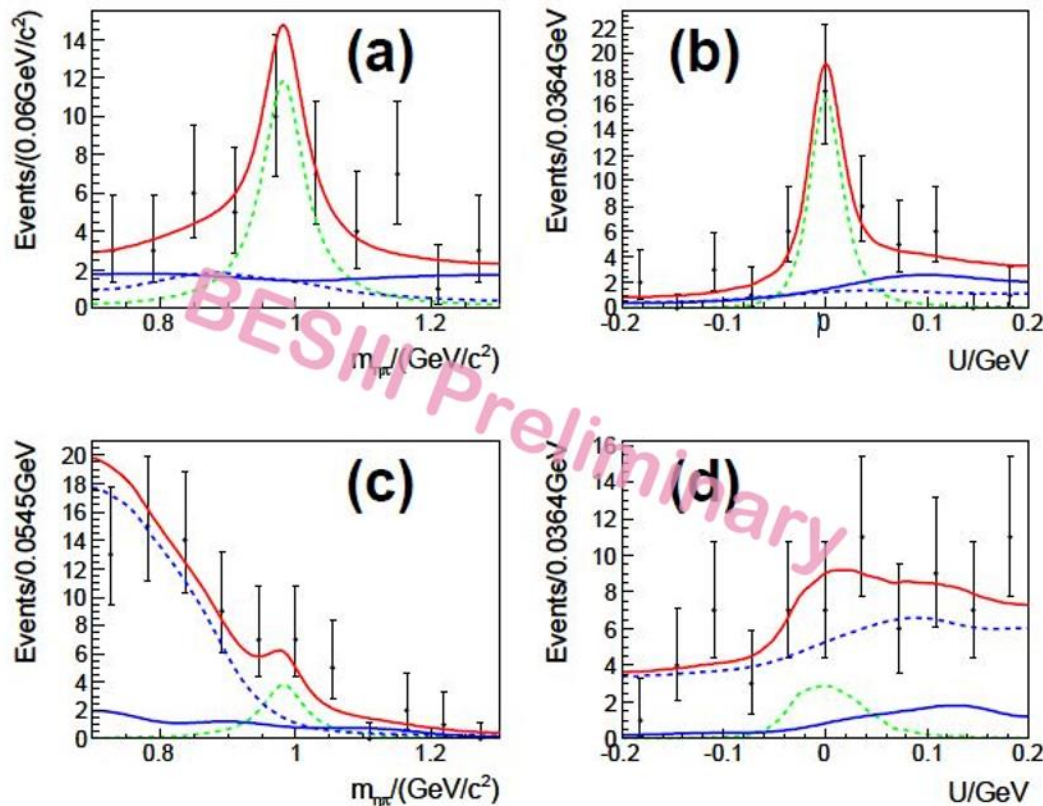 (a)
Events/(0.06GeV/c²)
14
12
10
8
6
4
2
0
0.8 1 1.2
mηπ/(GeV/c²)
(b)
Events/0.0364GeV
22
20
18
16
14
12
10
8
6
4
2
0
-0.2 -0.1 0 0.1 0.2
U/GeV
BESIII Preliminary
(c)
Events/0.0545GeV
20
18
16
14
12
10
8
6
4
2
0
0.8 1 1.2
mηπ/(GeV/c²)
(d)
Events/0.0364GeV
16
14
12
10
8
6
4
2
0
-0.2 -0.1 0 0.1 0.2
U/GeV